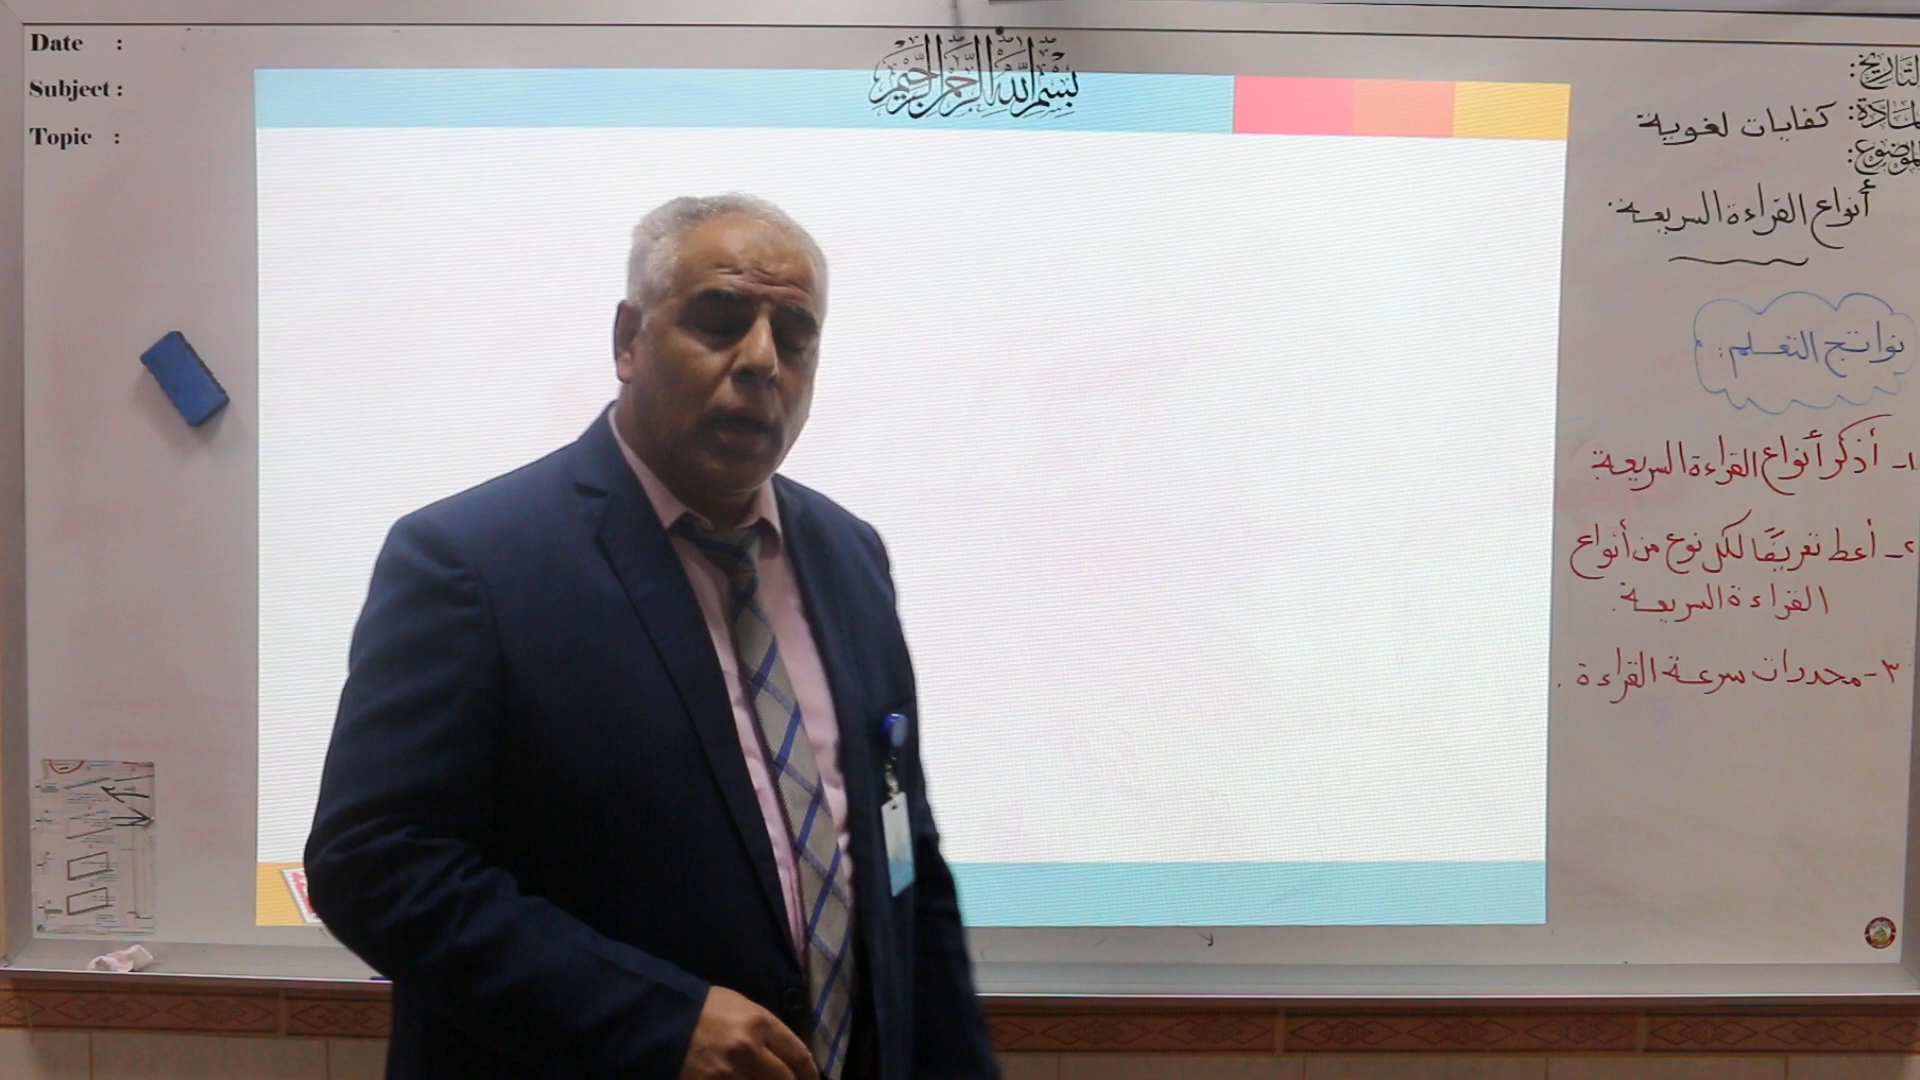 Date :
Subject :
Topic :
بسم الله الرحمن الرحيم
التاريخ:
المادة: كفايات لغوية
الموضوع:
أنواع القراءة السريعة.
نواتج التعلم:
١- أذكر أنواع القراءة السريعة
٢- أعط تعريفًا لكل نوع من أنواع
القراءة السريعة.
٣- محددات سرعة القراءة.